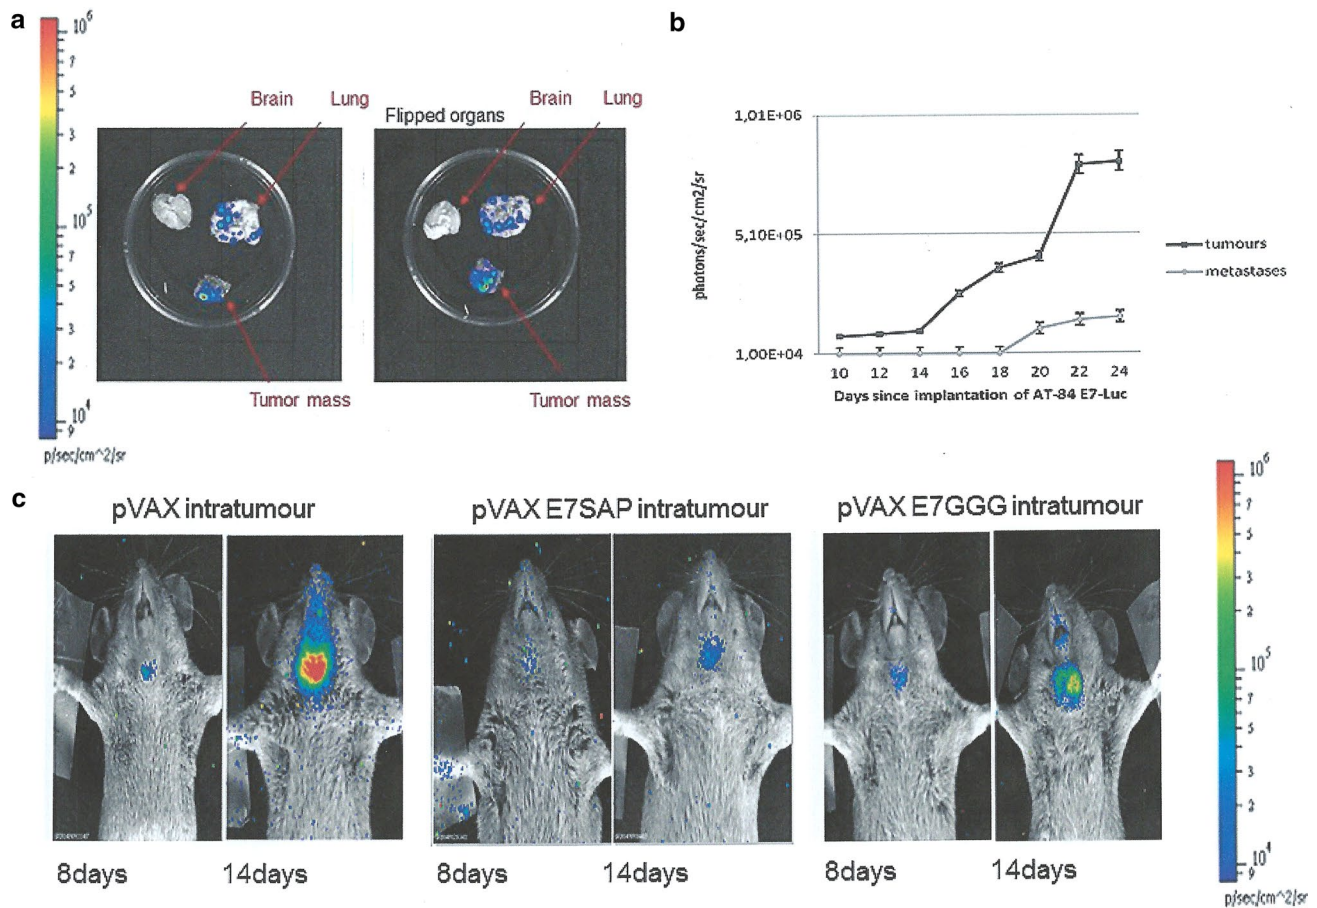 a
10^6
7
5
3
2
10^5
7
5
3
2
10^4
9
p/sec/cm^2/sr
Brain
Lung
Tumor mass
Flipped organs
Brain
Lung
Tumor mass
b
1,01E+06
5,10E+05
1,00E+04
photons/sec/cm2/sr
10 12 14 16 18 20 22 24
Days since implantation of AT-84 E7-Luc
tumours
metastases
c
pVAX intratumour
8days
14days
pVAX E7SAP intratumour
8days
14days
pVAX E7GGG intratumour
8days
14days
10^6
7
5
3
2
10^5
7
5
3
2
10^4
9
p/sec/cm^2/sr